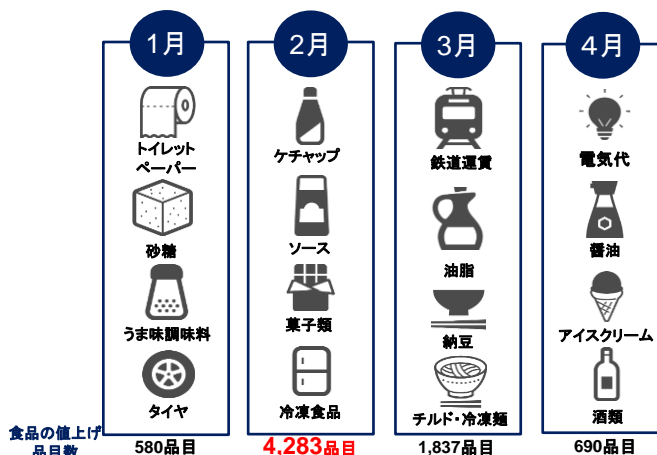 1月
トイレット
ペーパー
砂糖
うま味調味料
タイヤ
2月
ケチャップ
ソース
菓子類
冷凍食品
3月
鉄道運賃
油脂
納豆
チルド・冷凍麺
4月
電気代
醤油
アイスクリーム
酒類
食品の値上げ
品目数
580品目
4,283品目
1,837品目
690品目